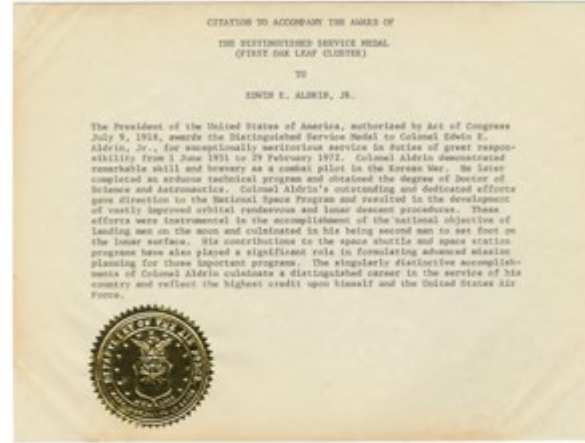 CITATION TO ACCOMPANY THE AWARD OF
THE DISTINGUISHED SERVICE MEDAL
(FIRST OAK LEAF CLUSTER)
TO
EDWIN E. ALDRIN, JR.
The President of the United States of America, authorized by Act of Congress
July 9, 1918, awards the Distinguished Service Medal to Colonel Edwin E.
Aldrin, Jr., for exceptionally meritorious service in duties of great respon-
sibility from 1 June 1951 to 29 February 1972. Colonel Aldrin demonstrated
remarkable skill and bravery as a combat pilot in the Korean War. He later
completed an arduous technical program and obtained the degree of Doctor of
Science and Astronautics. Colonel Aldrin's outstanding and dedicated efforts
gave direction to the National Space Program and resulted in the development
of vastly improved orbital rendezvous and lunar descent procedures. These
efforts were instrumental in the accomplishment of the national objective of
landing men on the moon and culminated in his being second man to set foot on
the lunar surface. His contributions to the space shuttle and space station
programs have also played a significant role in formulating advanced mission
planning for those important programs. The singularly distinctive accomplish-
ments of Colonel Aldrin culminate a distinguished career in the service of his
country and reflect the highest credit upon himself and the United States Air
Force.
DEPARTMENT OF THE AIR FORCE